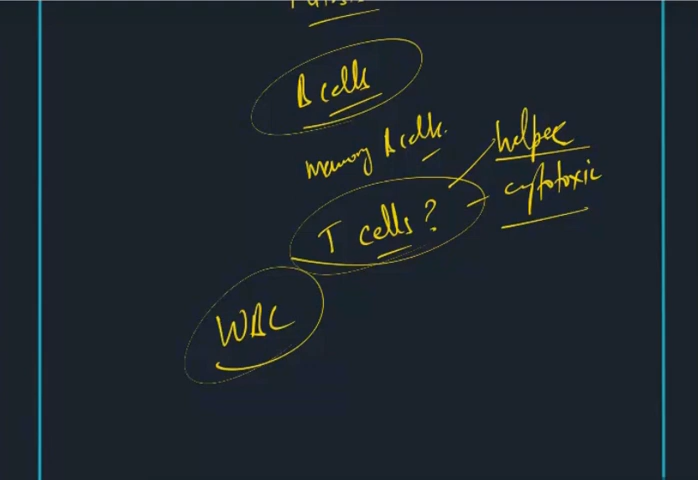 B cells
Memory B cells.
helper
cytotoxic
T cells ?
WBC